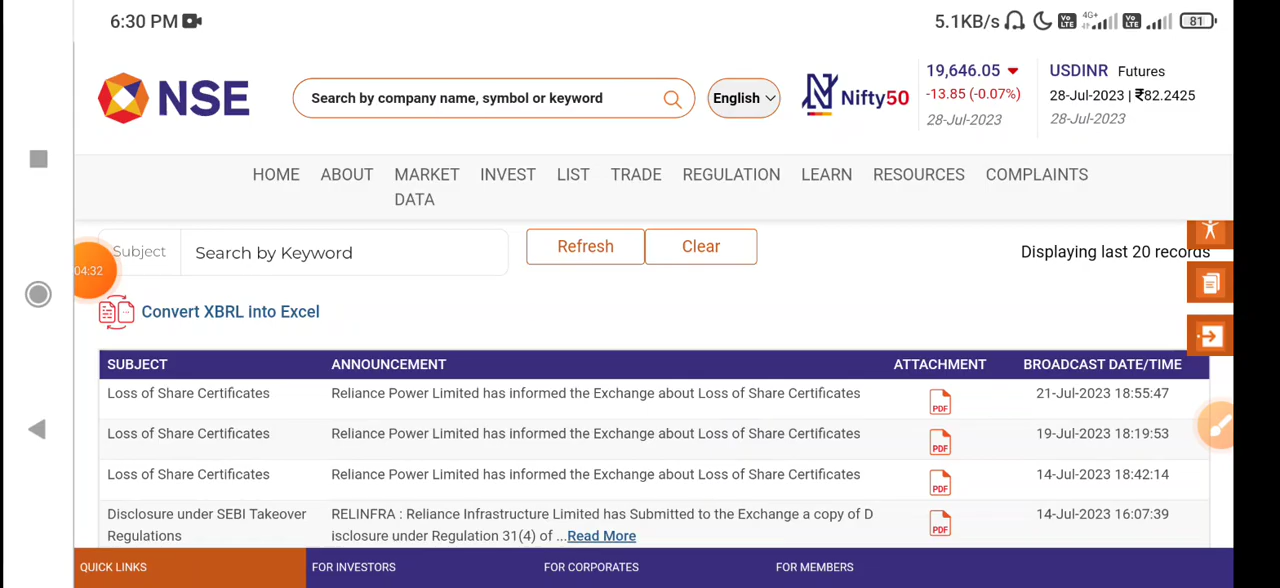 6:30 PM
5.1KB/s 4G+ Vo LTE Vo LTE 81
NSE
Search by company name, symbol or keyword
English
Nifty50
19,646.05
-13.85 (-0.07%)
28-Jul-2023
USDINR Futures
28-Jul-2023 | ₹82.2425
28-Jul-2023
HOME ABOUT MARKET DATA INVEST LIST TRADE REGULATION LEARN RESOURCES COMPLAINTS
Subject Search by Keyword Refresh Clear
Displaying last 20 records
04:32
Convert XBRL into Excel
SUBJECT ANNOUNCEMENT ATTACHMENT BROADCAST DATE/TIME
Loss of Share Certificates Reliance Power Limited has informed the Exchange about Loss of Share Certificates PDF 21-Jul-2023 18:55:47
Loss of Share Certificates Reliance Power Limited has informed the Exchange about Loss of Share Certificates PDF 19-Jul-2023 18:19:53
Loss of Share Certificates Reliance Power Limited has informed the Exchange about Loss of Share Certificates PDF 14-Jul-2023 18:42:14
Disclosure under SEBI Takeover RELINFRA : Reliance Infrastructure Limited has Submitted to the Exchange a copy of D PDF 14-Jul-2023 16:07:39
Regulations isclosure under Regulation 31(4) of ...Read More
QUICK LINKS FOR INVESTORS FOR CORPORATES FOR MEMBERS